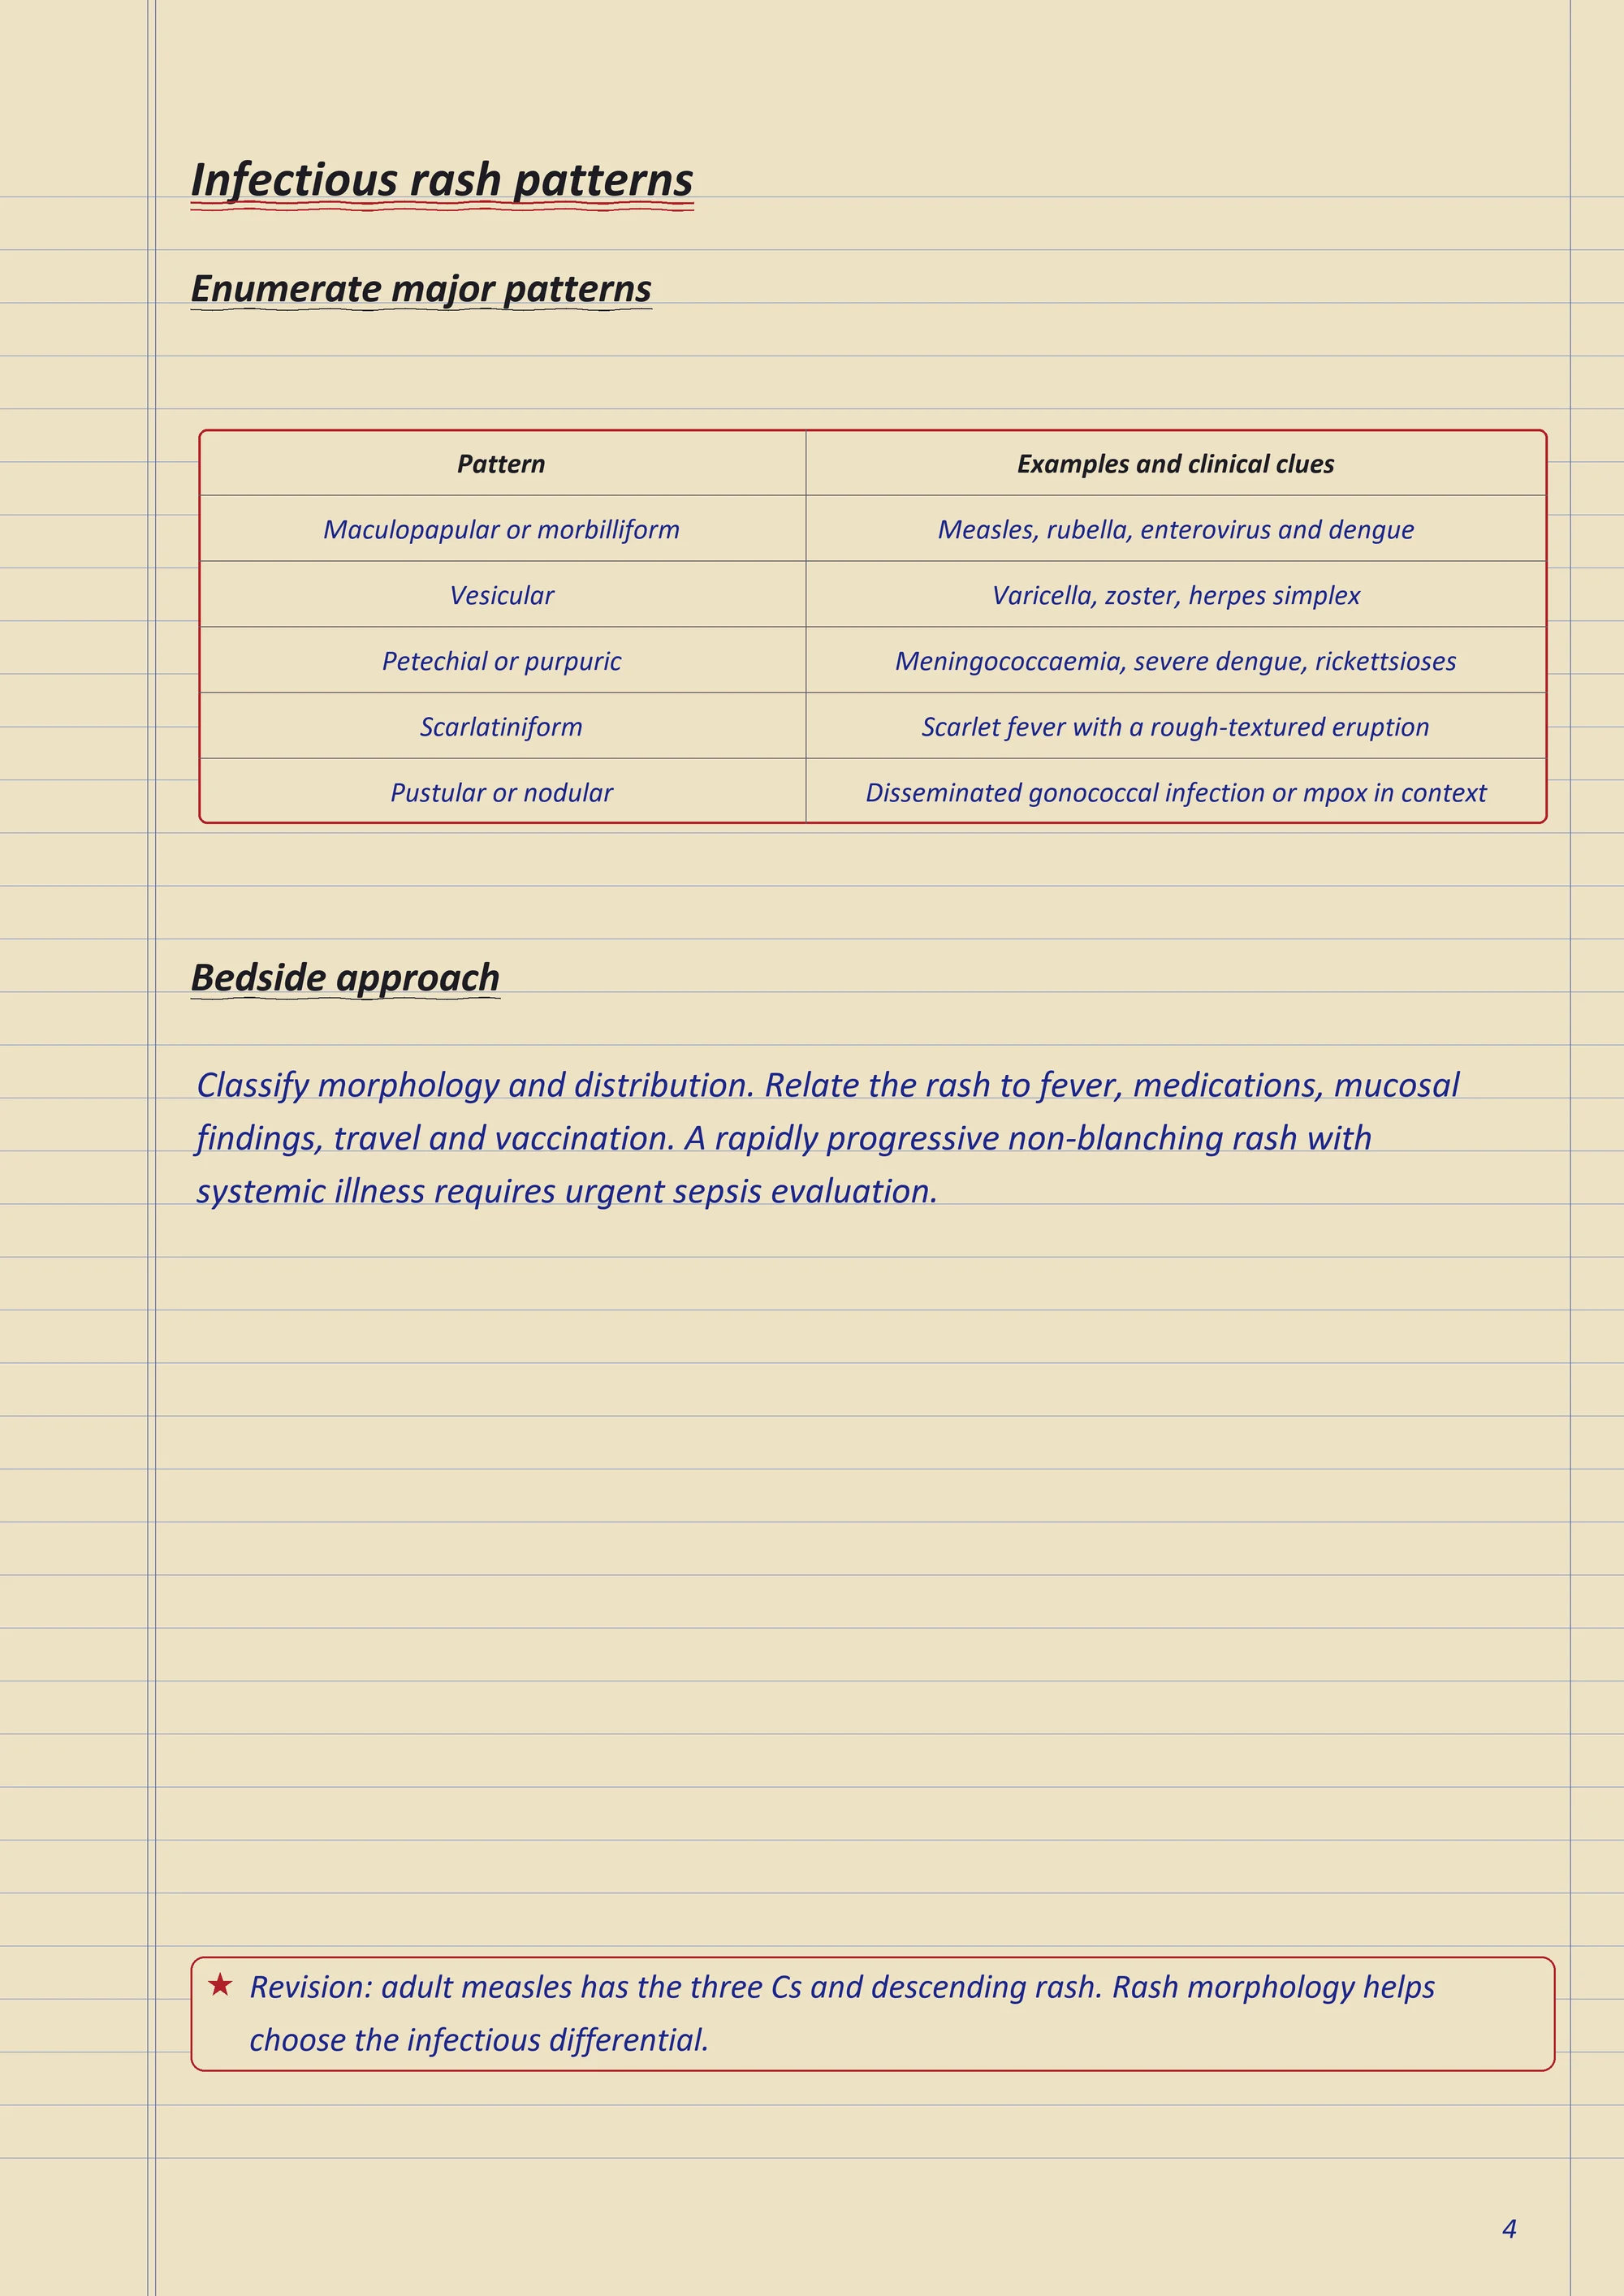 Infectious rash patterns
Enumerate major patterns
Pattern Examples and clinical clues
Maculopapular or morbilliform Measles, rubella, enterovirus and dengue
Vesicular Varicella, zoster, herpes simplex
Petechial or purpuric Meningococcaemia, severe dengue, rickettsioses
Scarlatiniform Scarlet fever with a rough-textured eruption
Pustular or nodular Disseminated gonococcal infection or mpox in context
Bedside approach
Classify morphology and distribution. Relate the rash to fever, medications, mucosal
findings, travel and vaccination. A rapidly progressive non-blanching rash with
systemic illness requires urgent sepsis evaluation.
★ Revision: adult measles has the three Cs and descending rash. Rash morphology helps
choose the infectious differential.
4